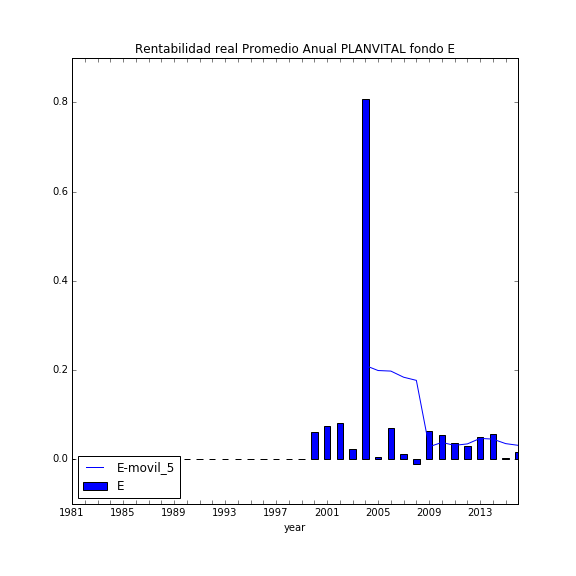 Rentabilidad real Promedio Anual PLANVITAL fondo E
0.8
0.6
0.4
0.2
0.0
E-movil_5
E
1981 1985 1989 1993 1997 2001 2005 2009 2013
year